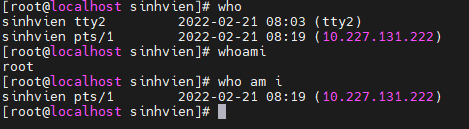 [root@localhost sinhvien]# who
sinhvien tty2         2022-02-21 08:03 (tty2)
sinhvien pts/1        2022-02-21 08:19 (10.227.131.222)
[root@localhost sinhvien]# whoami
root
[root@localhost sinhvien]# who am i
sinhvien pts/1        2022-02-21 08:19 (10.227.131.222)
[root@localhost sinhvien]#